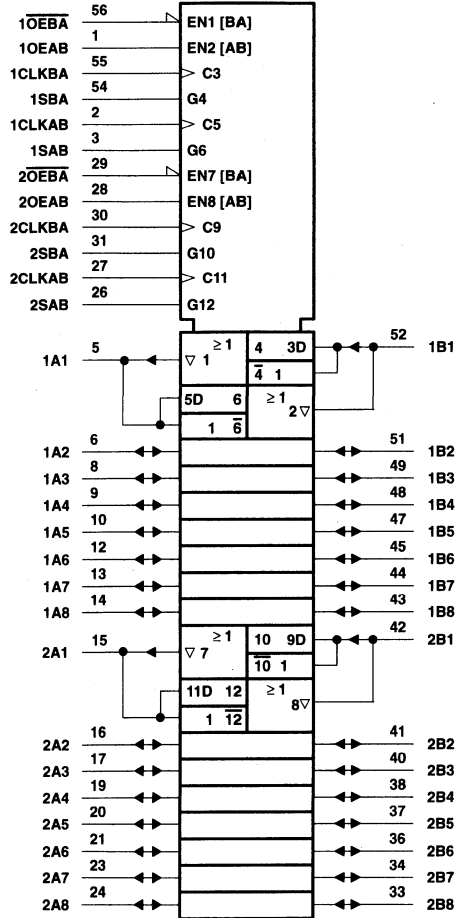 1O̅E̅B̅A̅ 56 EN1 [BA]
1OEAB 1 EN2 [AB]
1CLKBA 55 C3
1SBA 54 G4
1CLKAB 2 C5
1SAB 3 G6
2O̅E̅B̅A̅ 29 EN7 [BA]
2OEAB 28 EN8 [AB]
2CLKBA 30 C9
2SBA 31 G10
2CLKAB 27 C11
2SAB 26 G12
1A1 5 ≥1 ▽ 1 4 3D 52 1B1
4̅ 1
5D 6 ≥1
1 6̅ 2 ▽
1A2 6 51 1B2
1A3 8 49 1B3
1A4 9 48 1B4
1A5 10 47 1B5
1A6 12 45 1B6
1A7 13 44 1B7
1A8 14 43 1B8
2A1 15 ≥1 ▽ 7 10 9D 42 2B1
1̅0̅ 1
11D 12 ≥1
1 1̅2̅ 8 ▽
2A2 16 41 2B2
2A3 17 40 2B3
2A4 19 38 2B4
2A5 20 37 2B5
2A6 21 36 2B6
2A7 23 34 2B7
2A8 24 33 2B8